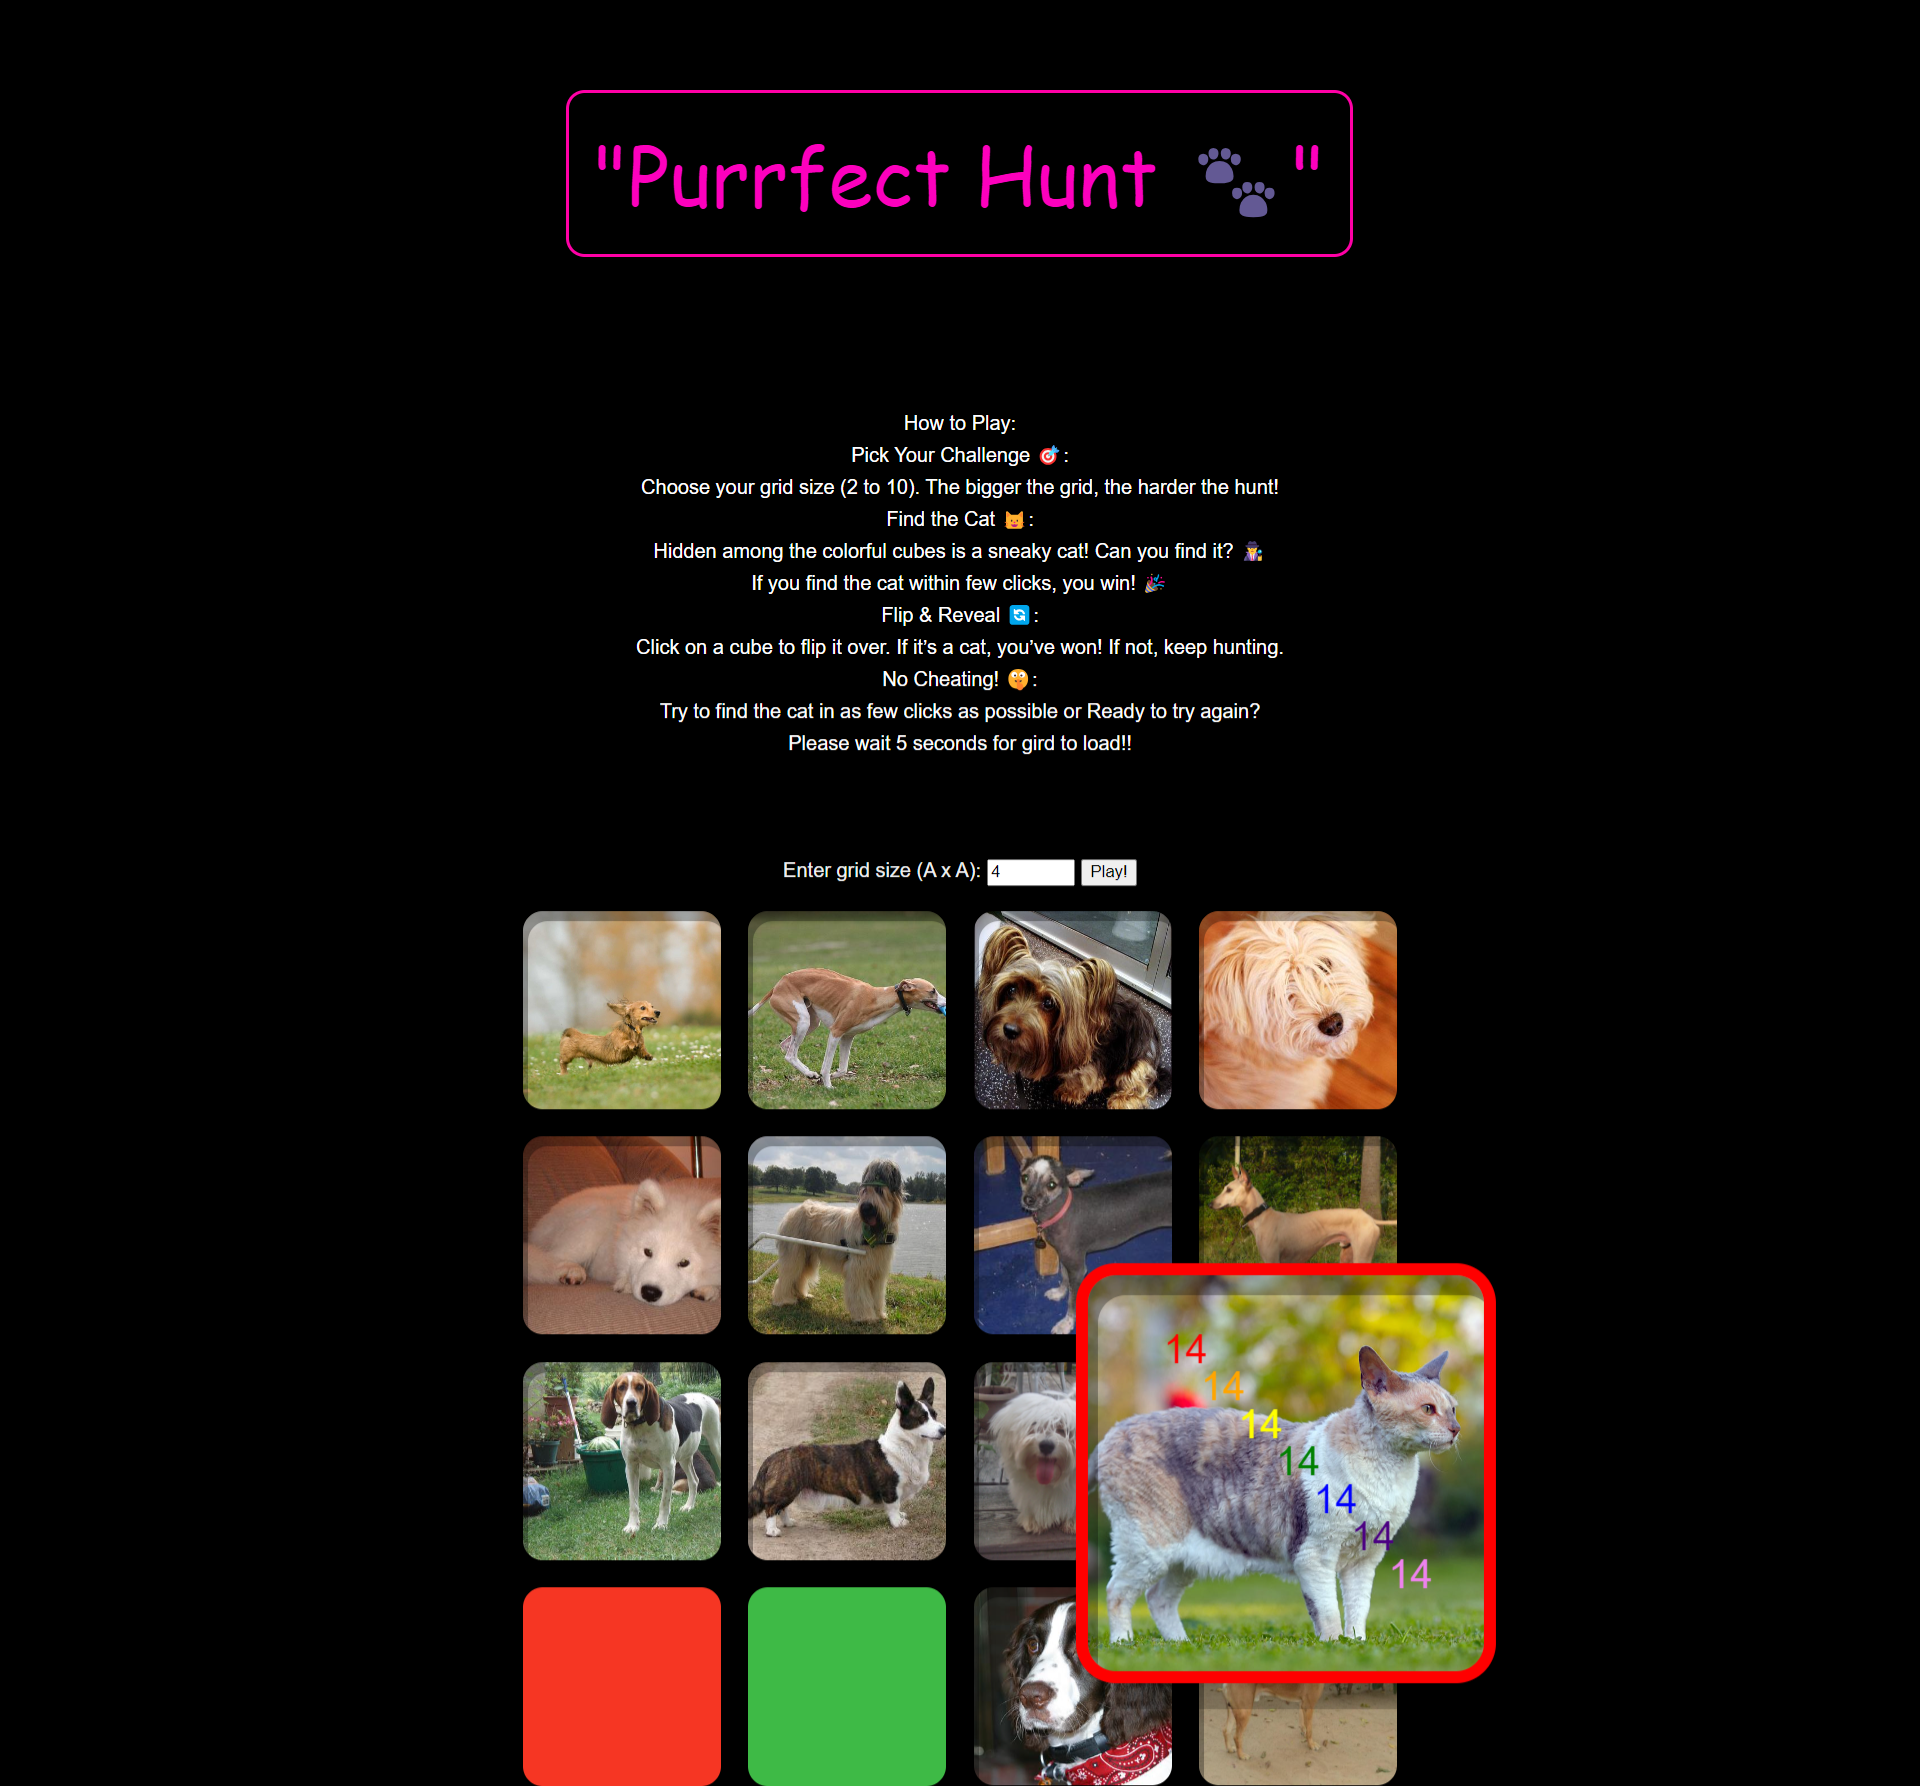 "Purrfect Hunt 🐾"
How to Play:
Pick Your Challenge 🎯:
Choose your grid size (2 to 10). The bigger the grid, the harder the hunt!
Find the Cat 🐱:
Hidden among the colorful cubes is a sneaky cat! Can you find it? 🕵️‍♀️
If you find the cat within few clicks, you win! 🎉
Flip & Reveal 🔄:
Click on a cube to flip it over. If it’s a cat, you’ve won! If not, keep hunting.
No Cheating! 🤫:
Try to find the cat in as few clicks as possible or Ready to try again?
Please wait 5 seconds for gird to load!!
Enter grid size (A x A): 4 Play!
14
14
14
14
14
14
14